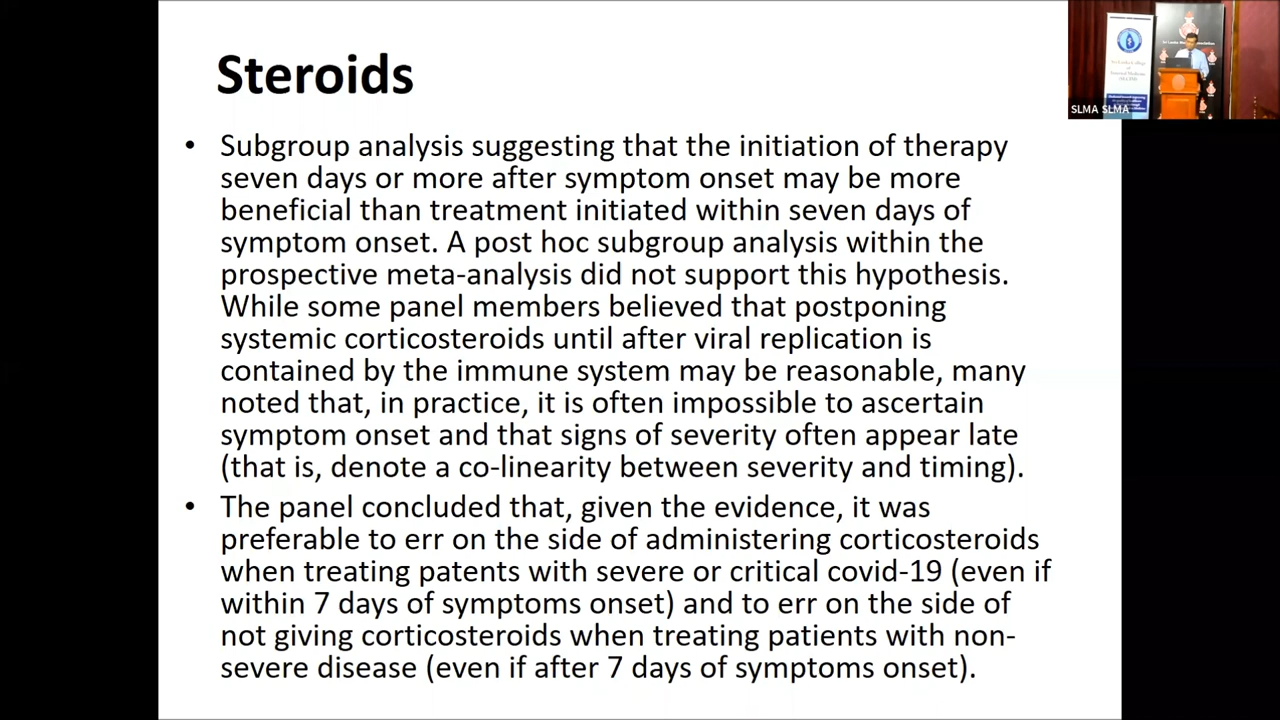 Steroids
• Subgroup analysis suggesting that the initiation of therapy
seven days or more after symptom onset may be more
beneficial than treatment initiated within seven days of
symptom onset. A post hoc subgroup analysis within the
prospective meta-analysis did not support this hypothesis.
While some panel members believed that postponing
systemic corticosteroids until after viral replication is
contained by the immune system may be reasonable, many
noted that, in practice, it is often impossible to ascertain
symptom onset and that signs of severity often appear late
(that is, denote a co-linearity between severity and timing).
• The panel concluded that, given the evidence, it was
preferable to err on the side of administering corticosteroids
when treating patents with severe or critical covid-19 (even if
within 7 days of symptoms onset) and to err on the side of
not giving corticosteroids when treating patients with non-
severe disease (even if after 7 days of symptoms onset).
SLMA SLMA